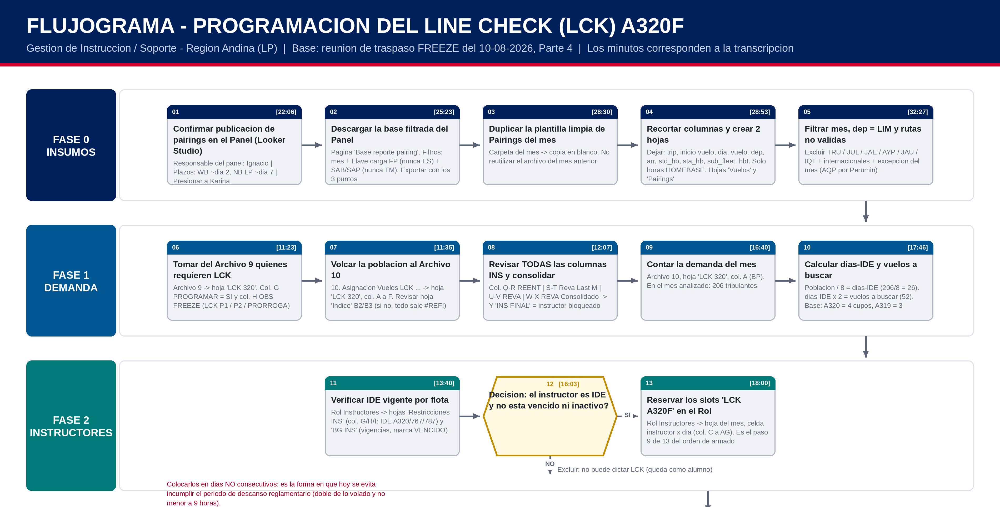 FLUJOGRAMA - PROGRAMACION DEL LINE CHECK (LCK) A320F
Gestion de Instruccion / Soporte - Region Andina (LP) | Base: reunion de traspaso FREEZE del 10-08-2026, Parte 4 | Los minutos corresponden a la transcripcion
FASE 0
INSUMOS
01 [22:06]
Confirmar publicacion de
pairings en el Panel (Looker
Studio)
Responsable del panel: Ignacio |
Plazos: WB ~dia 2, NB LP ~dia 7 |
Presionar a Karina
02 [25:23]
Descargar la base filtrada del
Panel
Pagina 'Base reporte pairing'. Filtros:
mes + Llave carga FP (nunca ES) +
SAB/SAP (nunca TM). Exportar con los
3 puntos
03 [28:30]
Duplicar la plantilla limpia de
Pairings del mes
Carpeta del mes -> copia en blanco. No
reutilizar el archivo del mes anterior
04 [28:53]
Recortar columnas y crear 2
hojas
Dejar: trip, inicio vuelo, dia, vuelo, dep,
arr, std_hb, sta_hb, sub_fleet, hbt. Solo
horas HOMEBASE. Hojas 'Vuelos' y
'Pairings'
05 [32:27]
Filtrar mes, dep = LIM y rutas
no validas
Excluir TRU / JUL / JAE / AYP / JAU /
IQT + internacionales + excepcion del
mes (AQP por Perumin)
FASE 1
DEMANDA
06 [11:23]
Tomar del Archivo 9 quienes
requieren LCK
Archivo 9 -> hoja 'LCK 320'. Col. G
PROGRAMAR = SI y col. H OBS
FREEZE (LCK P1 / P2 / PRORROGA)
07 [11:35]
Volcar la poblacion al Archivo
10
10. Asignacion Vuelos LCK ... -> hoja
'LCK 320', col. A a F. Revisar hoja
'Indice' B2/B3 (si no, todo sale #REF!)
08 [12:07]
Revisar TODAS las columnas
INS y consolidar
Col. Q-R REENT | S-T Reva Last M |
U-V REVA | W-X REVA Consolidado ->
Y 'INS FINAL' = instructor bloqueado
09 [16:40]
Contar la demanda del mes
Archivo 10, hoja 'LCK 320', col. A (BP).
En el mes analizado: 206 tripulantes
10 [17:46]
Calcular dias-IDE y vuelos a
buscar
Poblacion / 8 = dias-IDE (206/8 = 26).
dias-IDE x 2 = vuelos a buscar (52).
Base: A320 = 4 cupos, A319 = 3
FASE 2
INSTRUCTORES
11 [13:40]
Verificar IDE vigente por flota
Rol Instructores -> hojas 'Restricciones
INS' (col. G/H/I: IDE A320/767/787) y
'BG INS' (vigencias, marca VENCIDO)
12 [16:03]
Decision: el instructor es IDE
y no esta vencido ni inactivo?
SI
NO
Excluir: no puede dictar LCK (queda como alumno)
13 [18:00]
Reservar los slots 'LCK
A320F' en el Rol
Rol Instructores -> hoja del mes, celda
instructor x dia (col. C a AG). Es el paso
9 de 13 del orden de armado
Colocarlos en dias NO consecutivos: es la forma en que hoy se evita
incumplir el periodo de descanso reglamentario (doble de lo volado y no
menor a 9 horas).